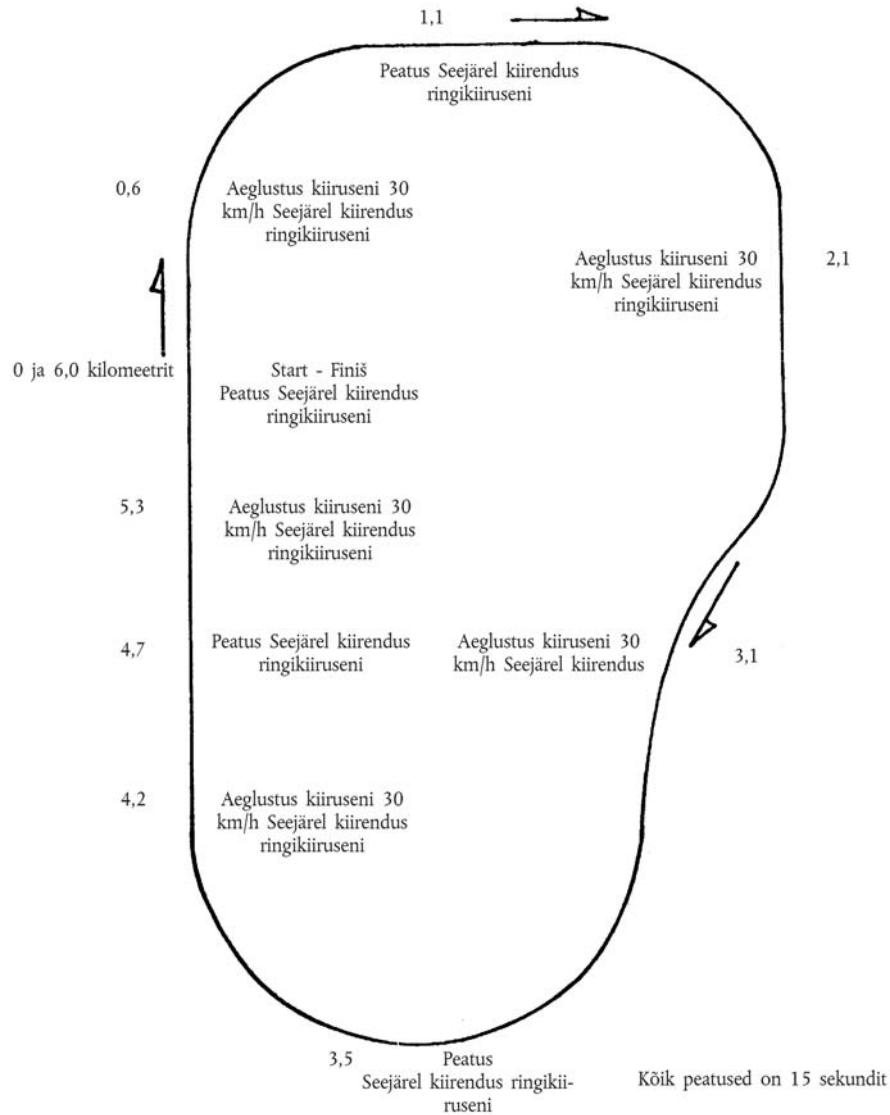 1,1
Peatus Seejärel kiirendus
ringikiiruseni
0,6
Aeglustus kiiruseni 30
km/h Seejärel kiirendus
ringikiiruseni
Aeglustus kiiruseni 30
km/h Seejärel kiirendus
ringikiiruseni
2,1
0 ja 6,0 kilomeetrit
Start - Finiš
Peatus Seejärel kiirendus
ringikiiruseni
5,3
Aeglustus kiiruseni 30
km/h Seejärel kiirendus
ringikiiruseni
4,7
Peatus Seejärel kiirendus
ringikiiruseni
Aeglustus kiiruseni 30
km/h Seejärel kiirendus
3,1
4,2
Aeglustus kiiruseni 30
km/h Seejärel kiirendus
ringikiiruseni
3,5
Peatus
Seejärel kiirendus ringikii-
ruseni
Kõik peatused on 15 sekundit